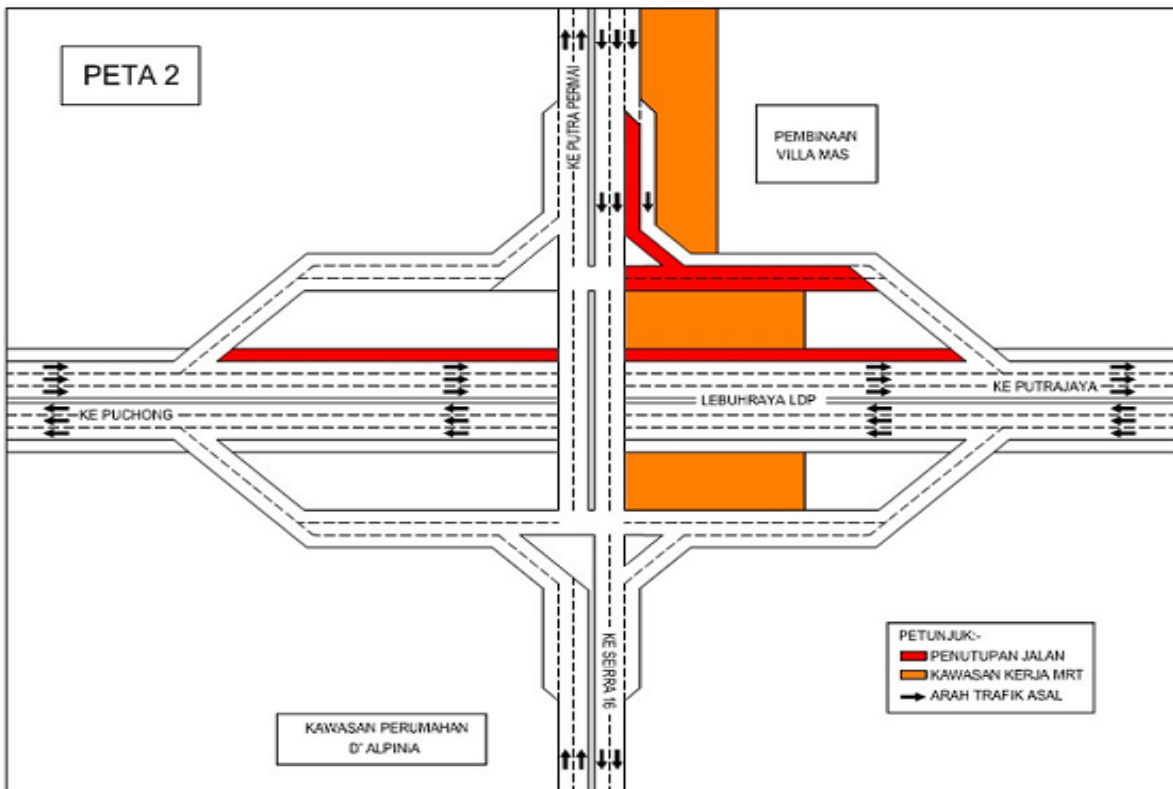 PETA 2
KE PUTRA PERMAI
PEMBINAAN
VILLA MAS
KE PUTRAJAYA
KE PUCHONG
LEBUHRAYA LDP
KE SEIRRA 16
PETUNJUK:-
PENUTUPAN JALAN
KAWASAN KERJA MRT
ARAH TRAFIK ASAL
KAWASAN PERUMAHAN
D' ALPINIA